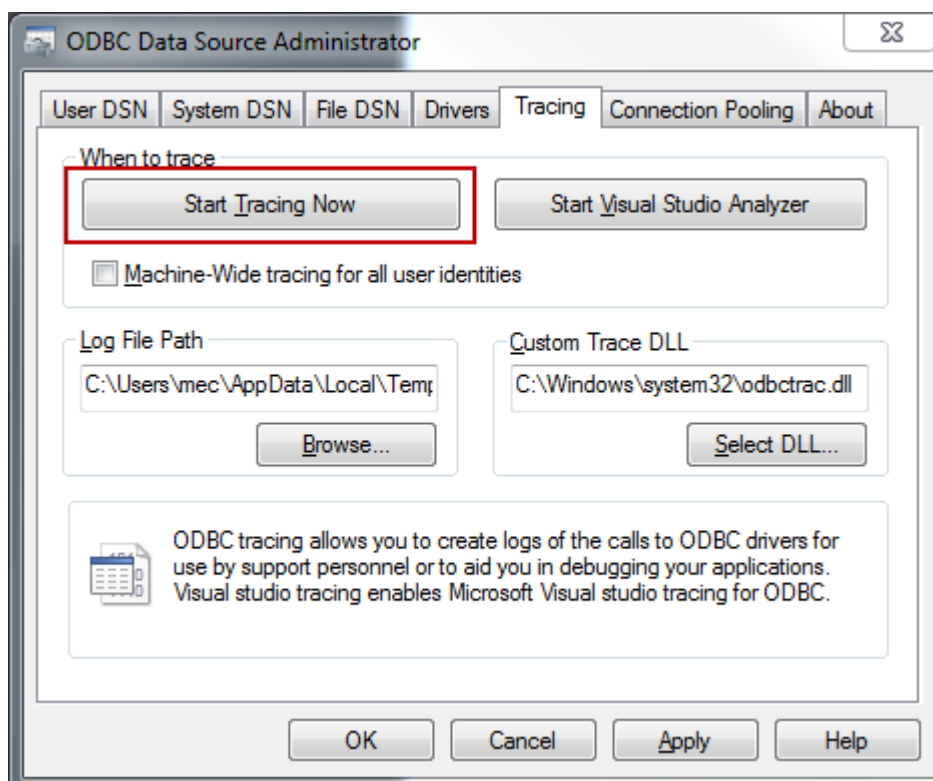 ODBC Data Source Administrator
User DSN System DSN File DSN Drivers Tracing Connection Pooling About
When to trace
Start Tracing Now Start Visual Studio Analyzer
Machine-Wide tracing for all user identities
Log File Path Custom Trace DLL
C:\Users\mec\AppData\Local\Temp C:\Windows\system32\odbctrac.dll
Browse... Select DLL...
ODBC tracing allows you to create logs of the calls to ODBC drivers for
use by support personnel or to aid you in debugging your applications.
Visual studio tracing enables Microsoft Visual studio tracing for ODBC.
OK Cancel Apply Help